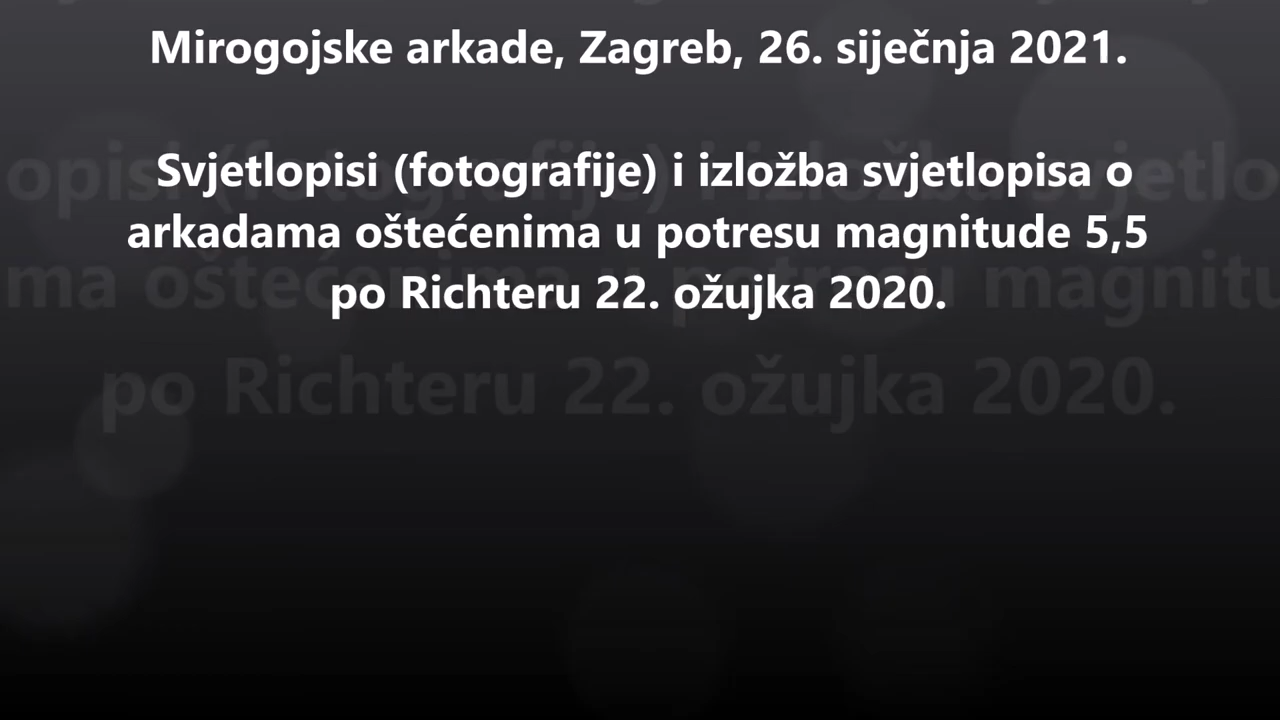 Mirogojske arkade, Zagreb, 26. siječnja 2021.
Svjetlopisi (fotografije) i izložba svjetlopisa o
arkadama oštećenima u potresu magnitude 5,5
po Richteru 22. ožujka 2020.